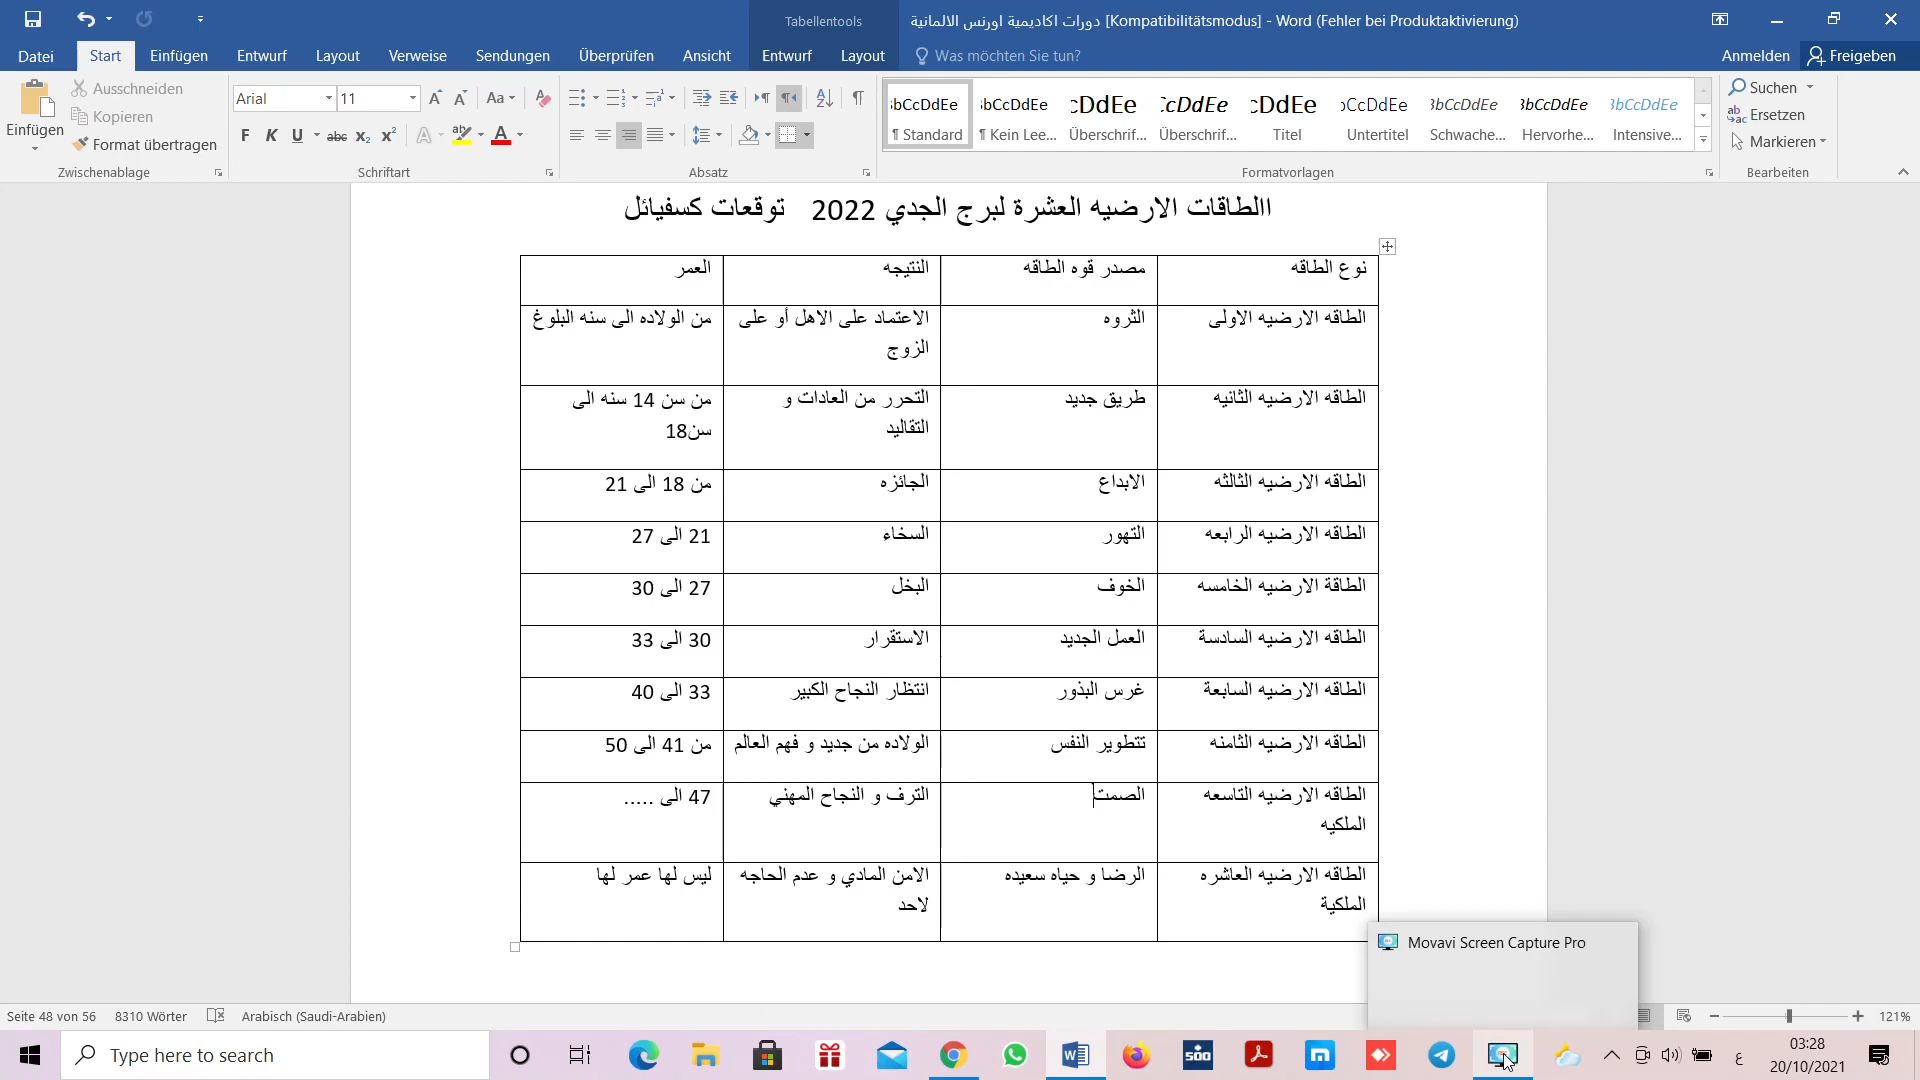 Tabellentools
دورات اكاديمية اورنس الالمانية [Kompatibilitätsmodus] - Word (Fehler bei Produktaktivierung)
Datei Start Einfügen Entwurf Layout Verweise Sendungen Überprüfen Ansicht Entwurf Layout Was möchten Sie tun? Anmelden Freigeben
Einfügen
Ausschneiden
Kopieren
Format übertragen
Zwischenablage
Arial 11
Schriftart
Absatz
¶ Standard ¶ Kein Lee... Überschrif... Überschrif... Titel Untertitel Schwache... Hervorhe... Intensive...
Formatvorlagen
Suchen
Ersetzen
Markieren
Bearbeiten
االطاقات الارضيه العشرة لبرج الجدي 2022 توقعات كسفيائل
نوع الطاقه مصدر قوه الطاقه النتيجه العمر
الطاقه الارضيه الاولى الثروه الاعتماد على الاهل أو على من الولاده الى سنه البلوغ
الزوج
الطاقه الارضيه الثانيه طريق جديد التحرر من العادات و من سن 14 سنه الى
التقاليد سن18
الطاقه الارضيه الثالثه الابداع الجائزه من 18 الى 21
الطاقه الارضيه الرابعه التهور السخاء 21 الى 27
الطاقة الارضيه الخامسه الخوف البخل 27 الى 30
الطاقه الارضيه السادسة العمل الجديد الاستقرار 30 الى 33
الطاقه الارضيه السابعة غرس البذور انتظار النجاح الكبير 33 الى 40
الطاقه الارضيه الثامنه تتطوير النفس الولاده من جديد و فهم العالم من 41 الى 50
الطاقه الارضيه التاسعه الصمت الترف و النجاح المهني 47 الى .....
الملكيه
الطاقه الارضيه العاشره الرضا و حياه سعيده الامن المادي و عدم الحاجه ليس لها عمر لها
الملكية لاحد
Movavi Screen Capture Pro
Seite 48 von 56 8310 Wörter Arabisch (Saudi-Arabien) 121%
Type here to search
03:28
20/10/2021